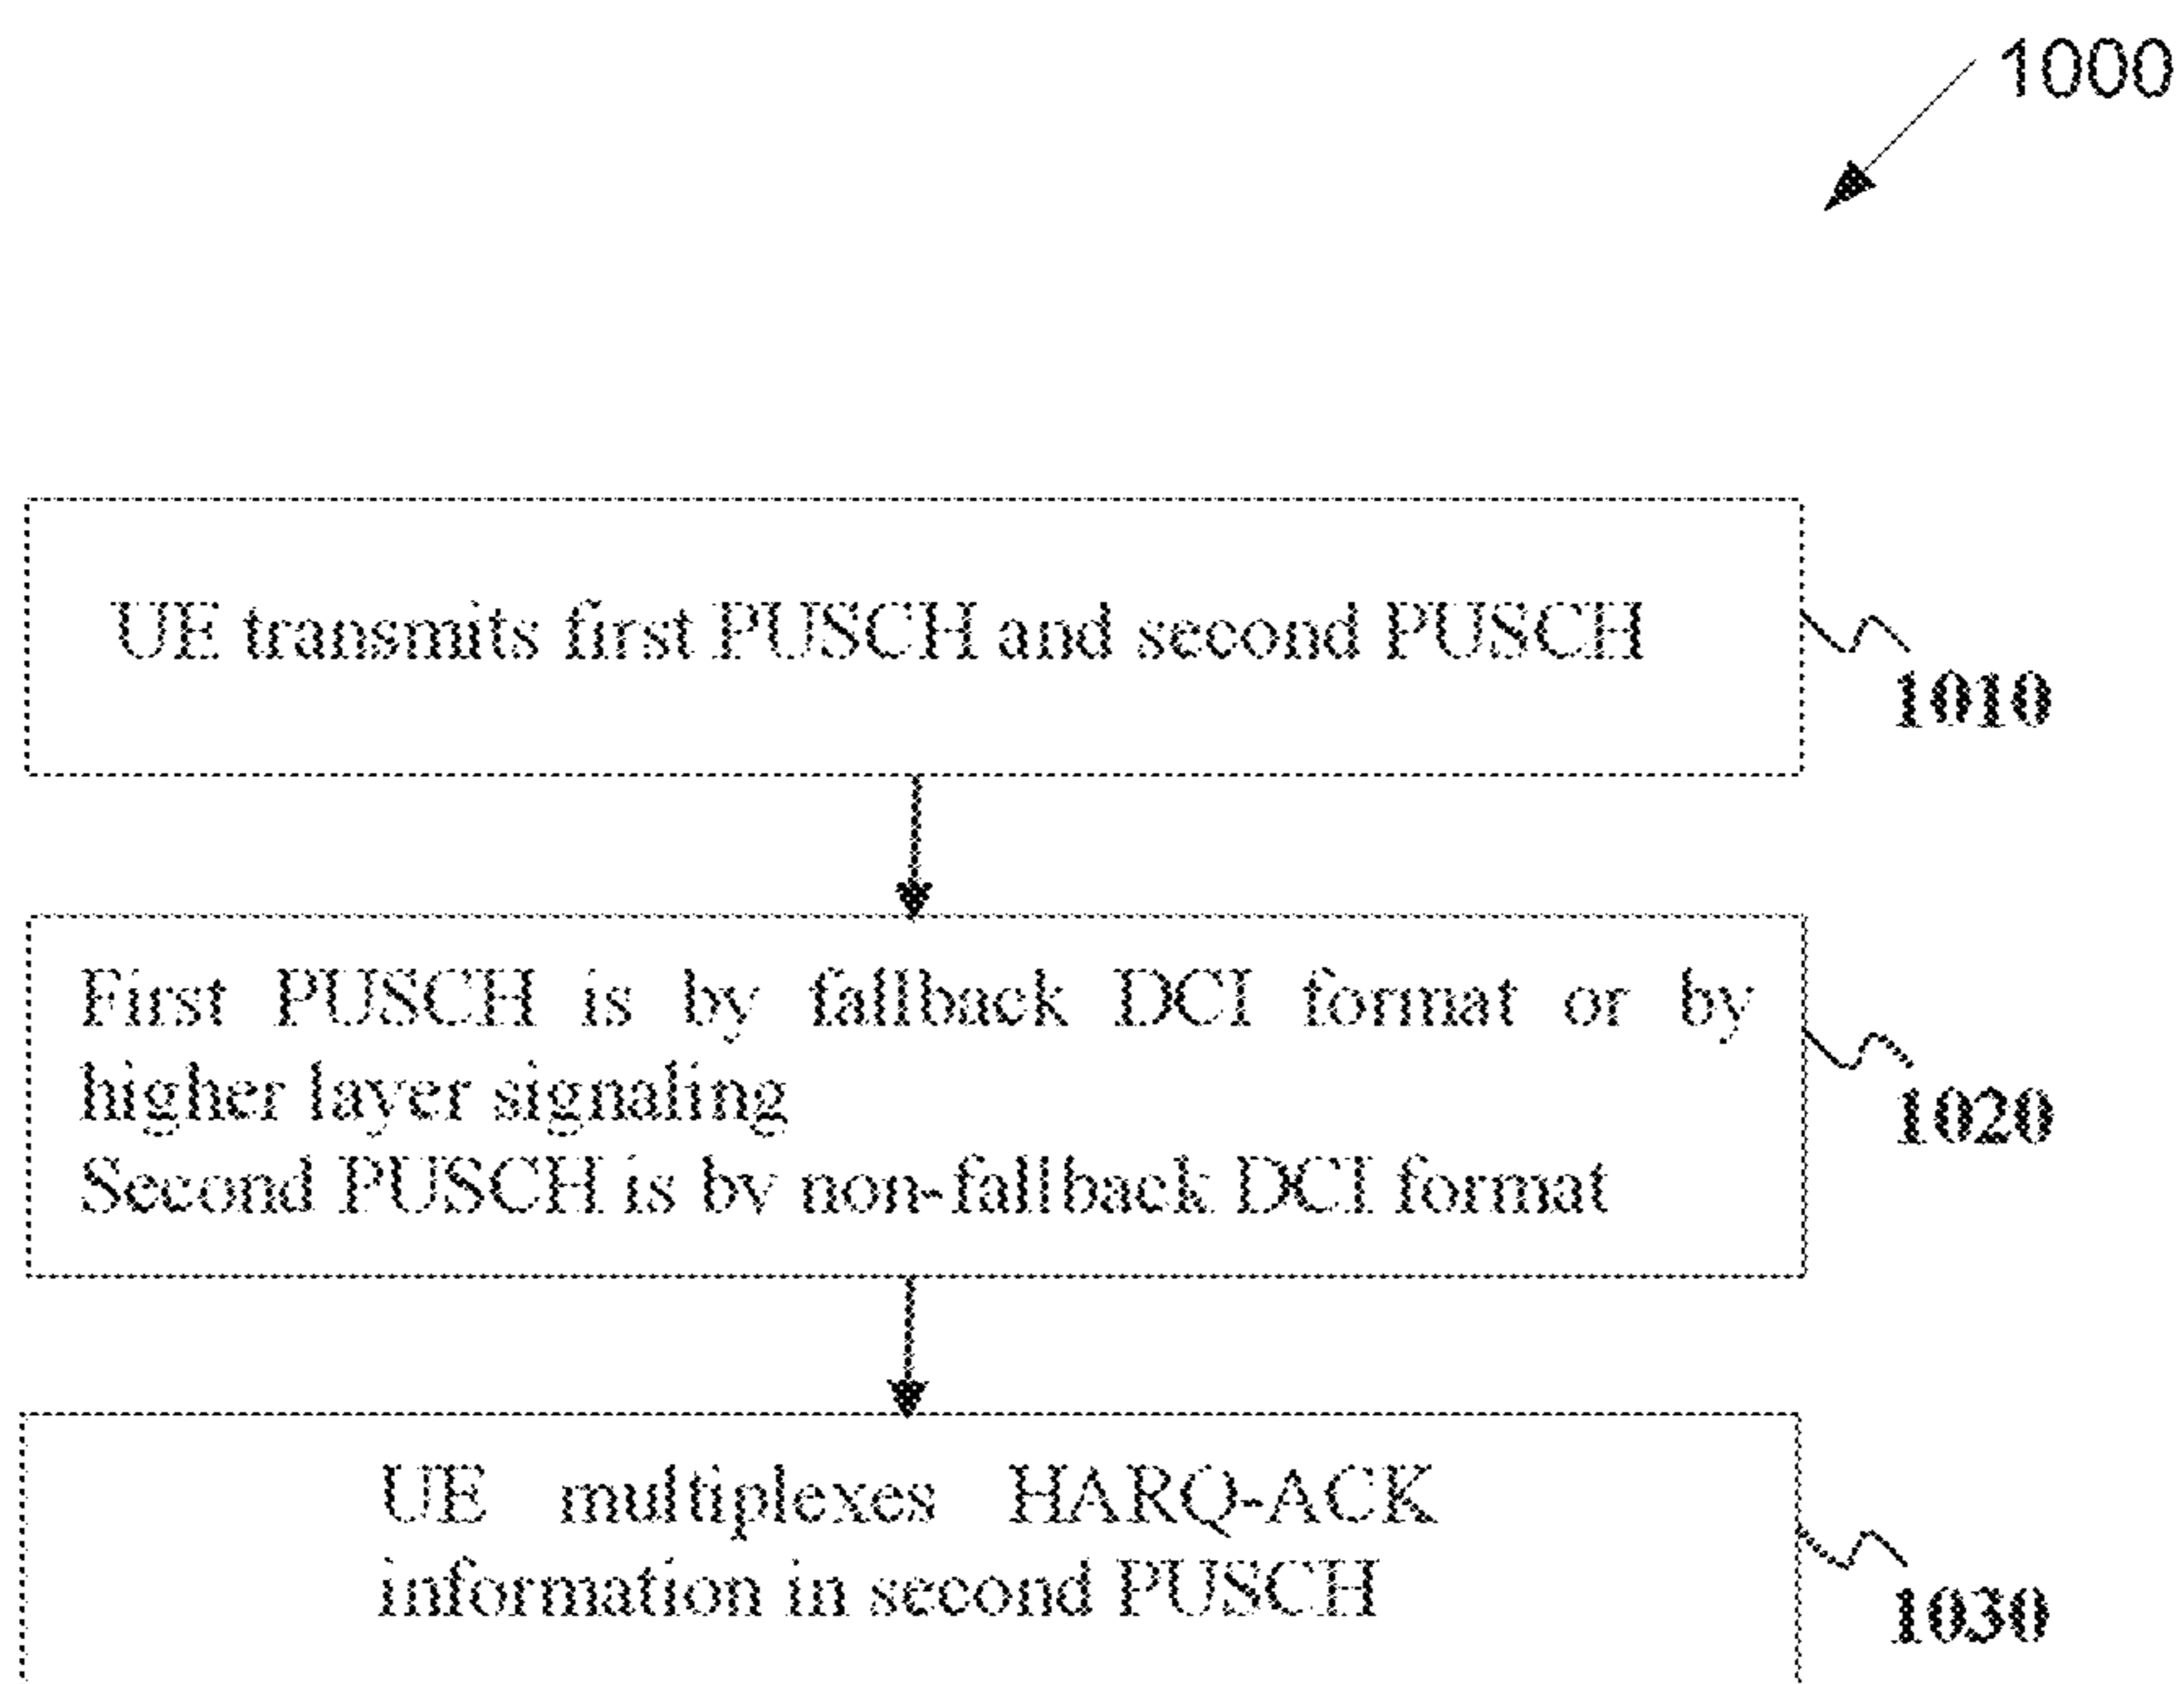 1000
UE transmits first PUSCH and second PUSCH
1010
First PUSCH is by fallback DCI format or by
higher layer signaling
Second PUSCH is by non-fallback DCI format
1020
UE multiplexes HARQ-ACK
information in second PUSCH
1030